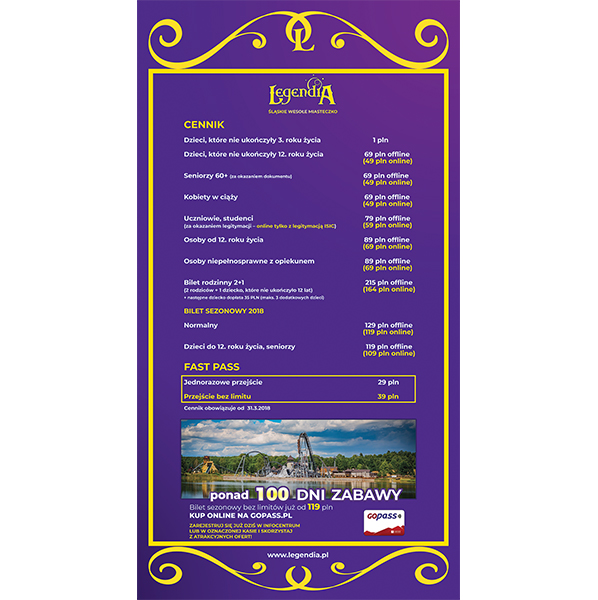 L
LEGENDIA
ŚLĄSKIE WESOŁE MIASTECZKO
CENNIK
Dzieci, które nie ukończyły 3. roku życia 1 pln
Dzieci, które nie ukończyły 12. roku życia 69 pln offline
(49 pln online)
Seniorzy 60+ (za okazaniem dokumentu) 69 pln offline
(49 pln online)
Kobiety w ciąży 69 pln offline
(49 pln online)
Uczniowie, studenci 79 pln offline
(za okazaniem legitymacji – online tylko z legitymacją ISIC) (59 pln online)
Osoby od 12. roku życia 89 pln offline
(69 pln online)
Osoby niepełnosprawne z opiekunem 89 pln offline
(69 pln online)
Bilet rodzinny 2+1 215 pln offline
(2 rodziców + 1 dziecko, które nie ukończyło 12 lat) (164 pln online)
+ następne dziecko dopłata 35 PLN (maks. 3 dodatkowych dzieci)
BILET SEZONOWY 2018
Normalny 129 pln offline
(119 pln online)
Dzieci do 12. roku życia, seniorzy 119 pln offline
(109 pln online)
FAST PASS
Jednorazowe przejście 29 pln
Przejście bez limitu 39 pln
Cennik obowiązuje od 31.3.2018
ponad 100 DNI ZABAWY
Bilet sezonowy bez limitów już od 119 pln
KUP ONLINE NA GOPASS.PL
GOPASS
ZAREJESTRUJ SIĘ JUŻ DZIŚ W INFOCENTRUM
LUB W OZNACZONEJ KASIE I SKORZYSTAJ
Z ATRAKCYJNYCH OFERT!
www.legendia.pl